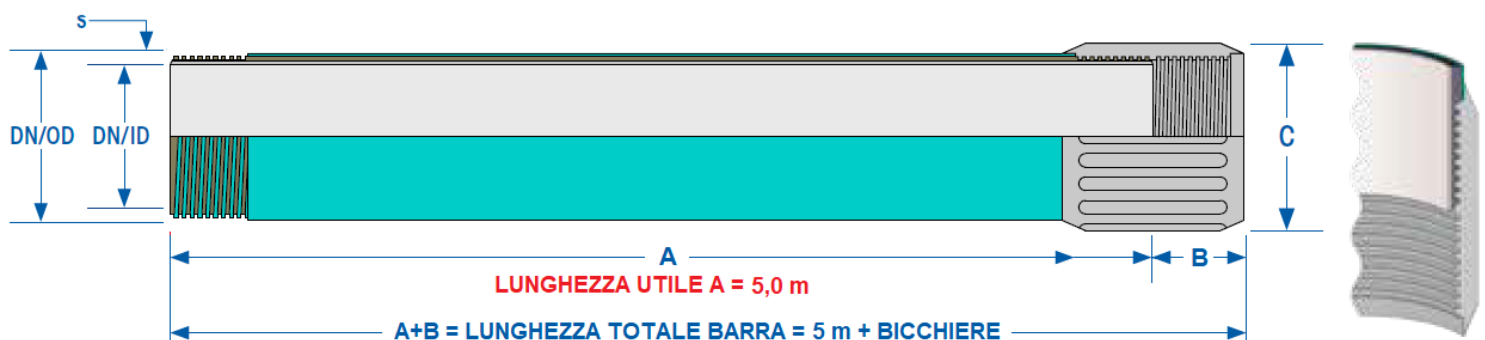 s
DN/OD
DN/ID
C
A
B
LUNGHEZZA UTILE A = 5,0 m
A+B = LUNGHEZZA TOTALE BARRA = 5 m + BICCHIERE